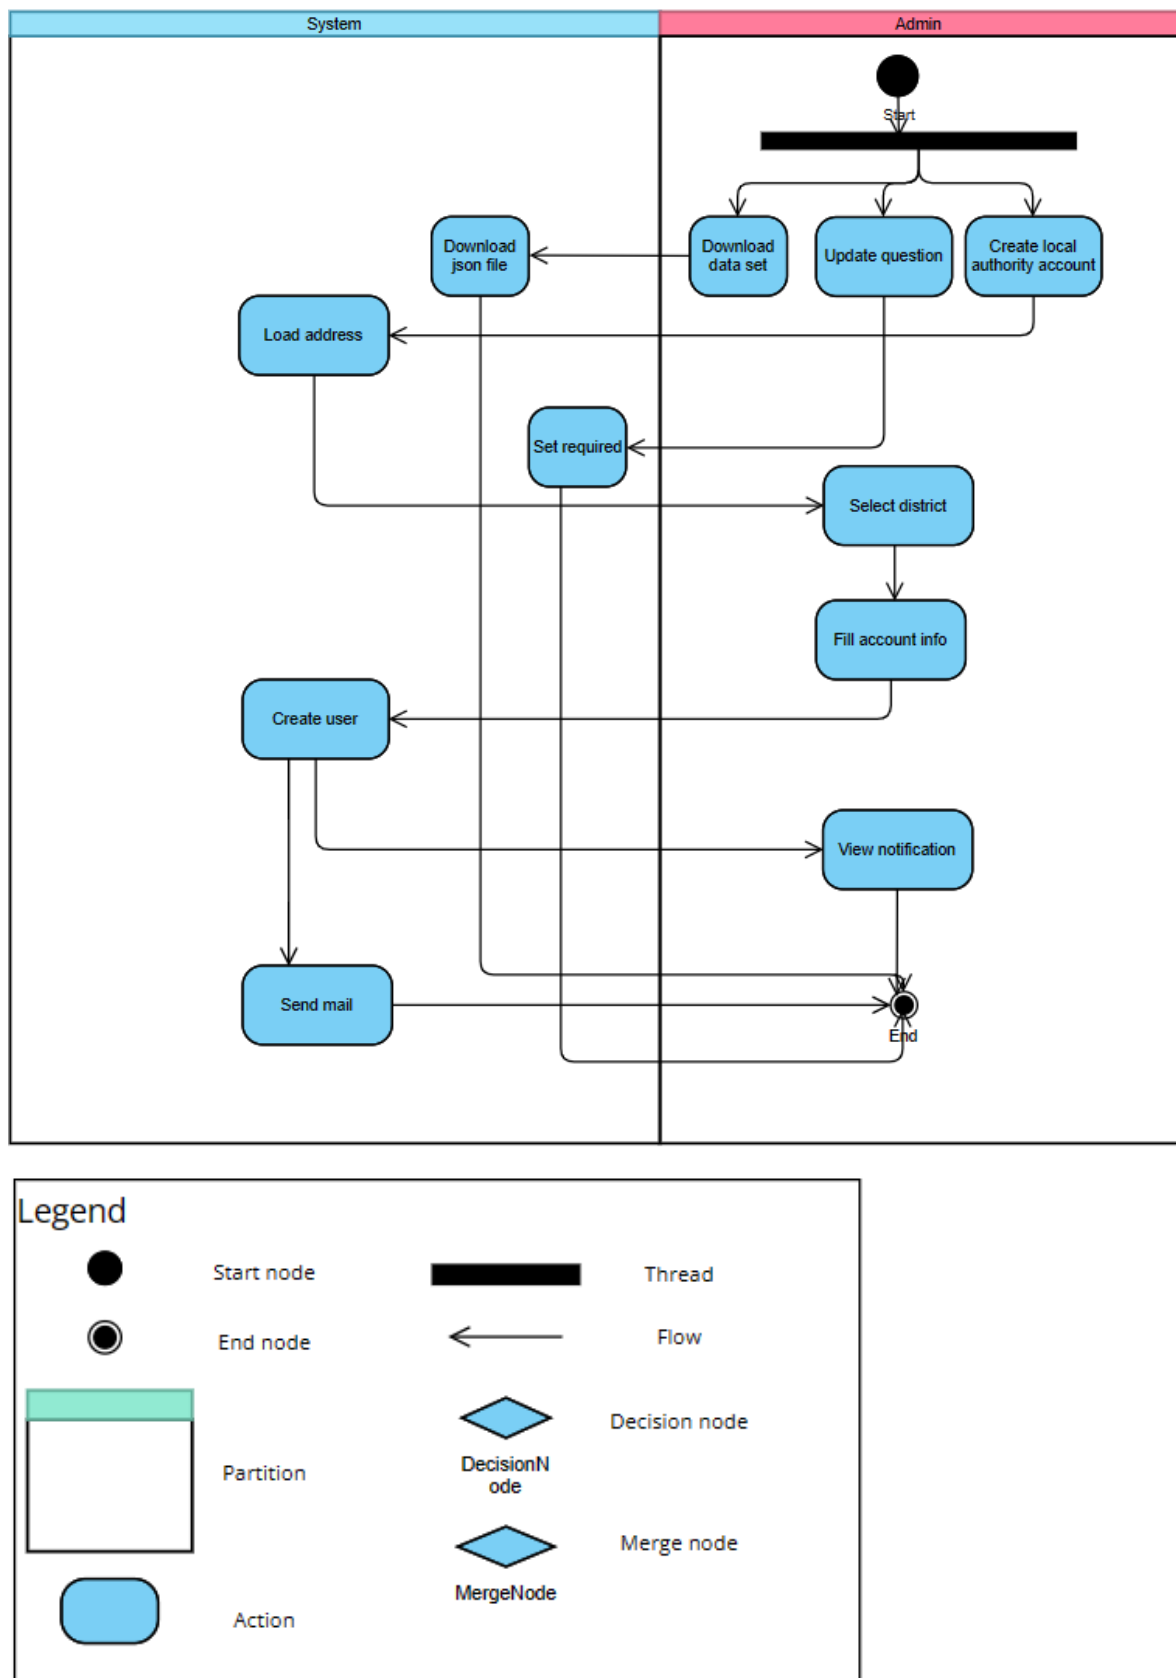 System
Admin
Start
Download
json file
Download
data set
Update question
Create local
authority account
Load address
Set required
Select district
Fill account info
Create user
View notification
Send mail
End
Legend
Start node
Thread
End node
Flow
Decision node
DecisionN
ode
Partition
Merge node
MergeNode
Action